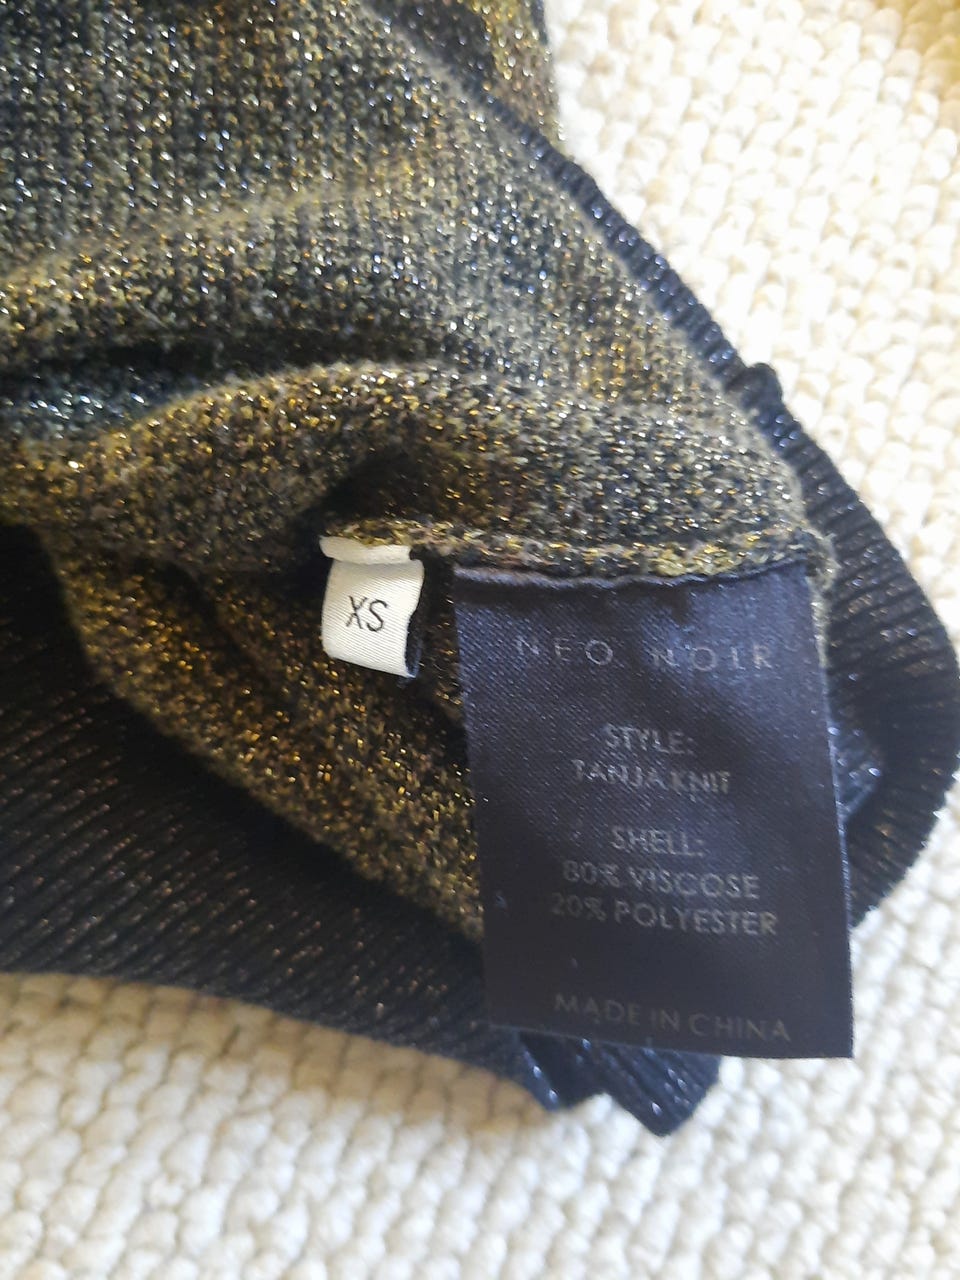 XS
NEO NOIR
STYLE:
TANJA KNIT
SHELL:
80% VISCOSE
20% POLYESTER
MADE IN CHINA